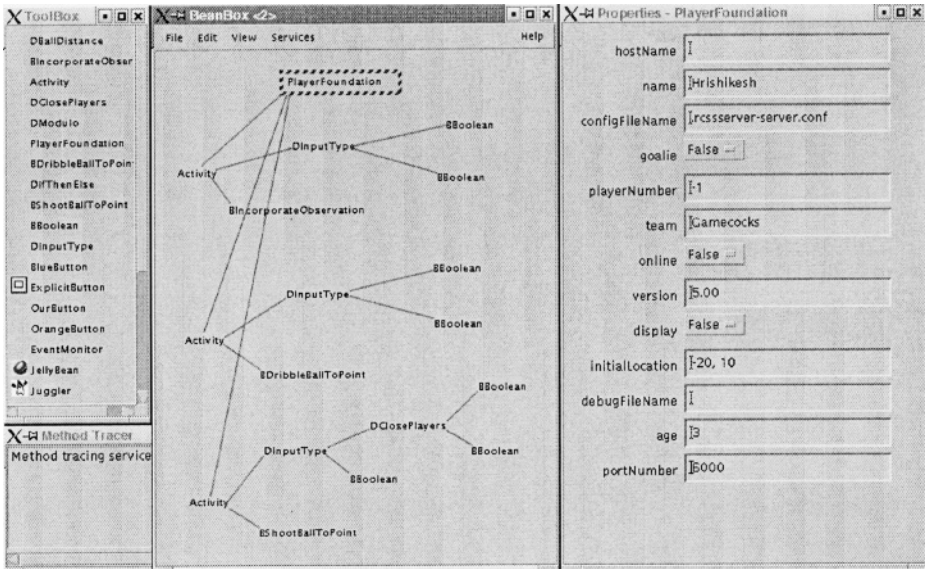 ToolBox
DBallDistance
BIncorporateObser
Activity
DClosePlayers
DModulo
PlayerFoundation
BDribbleBallToPoin
DIfThenElse
BShootBallToPoint
BBoolean
DInputType
BlueButton
ExplicitButton
OurButton
OrangeButton
EventMonitor
JellyBean
Juggler
Method Tracer
Method tracing service
BeanBox <2>
File Edit View Services Help
PlayerFoundation
BBoolean
DInputType
Activity
BBoolean
BIncorporateObservation
BBoolean
DInputType
BBoolean
Activity
BDribbleBallToPoint
BBoolean
DClosePlayers
DInputType
BBoolean
BBoolean
Activity
BShootBallToPoint
Properties - PlayerFoundation
hostName
name Hrishikesh
configFileName .rcssserver-server.conf
goalie False
playerNumber -1
team Gamecocks
online False
version 5.00
display False
initialLocation -20, 10
debugFileName
age 3
portNumber 6000